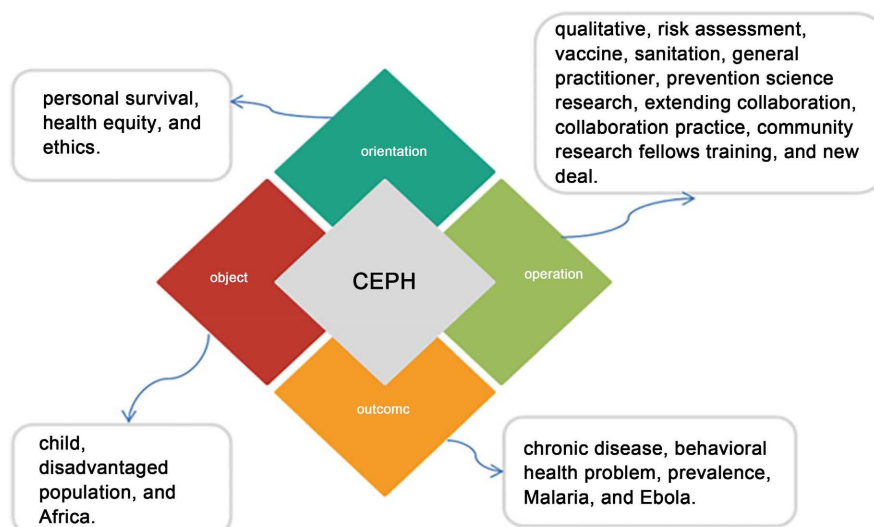 qualitative, risk assessment,
vaccine, sanitation, general
practitioner, prevention science
research, extending collaboration,
collaboration practice, community
research fellows training, and new
deal.
personal survival,
health equity, and
ethics.
orientation
object
CEPH
operation
outcomc
child,
disadvantaged
population, and
Africa.
chronic disease, behavioral
health problem, prevalence,
Malaria, and Ebola.